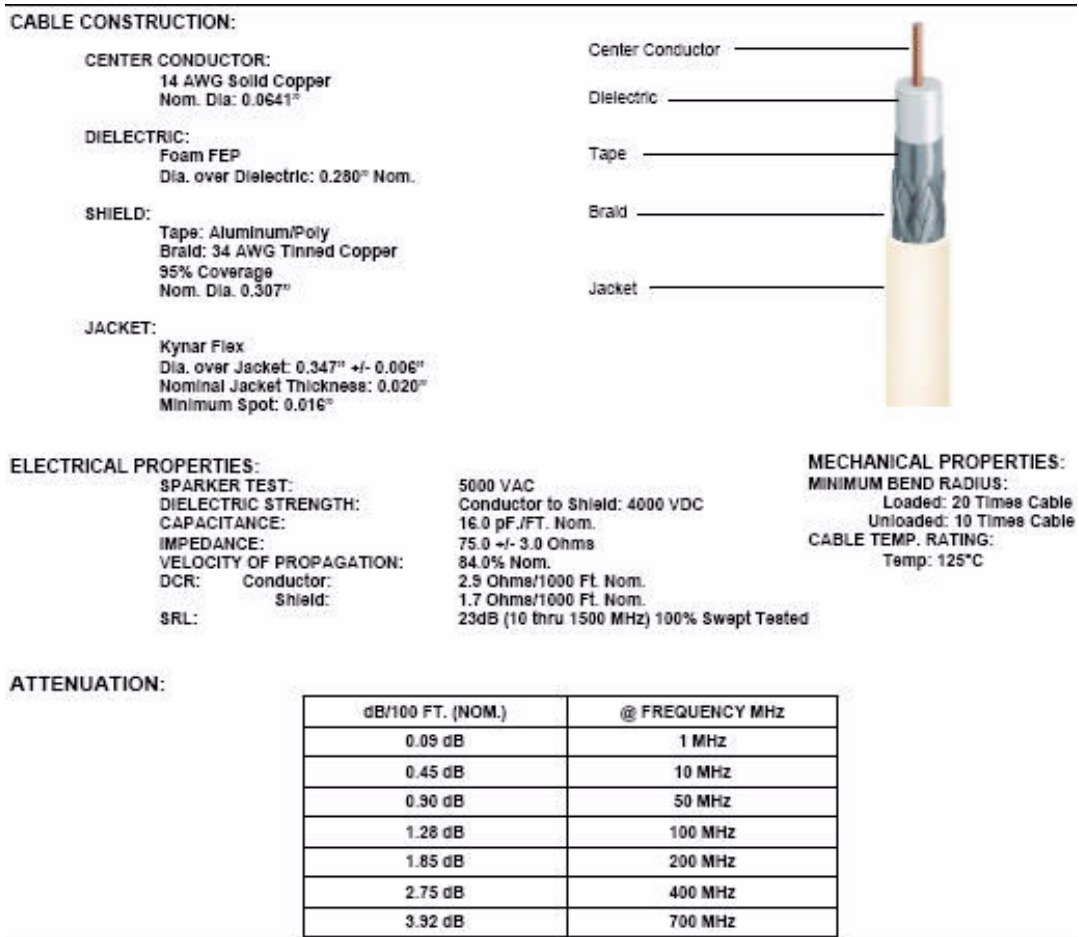 CABLE CONSTRUCTION:
CENTER CONDUCTOR:
14 AWG Solid Copper
Nom. Dia: 0.0641"
DIELECTRIC:
Foam FEP
Dia. over Dielectric: 0.280" Nom.
SHIELD:
Tape: Aluminum/Poly
Braid: 34 AWG Tinned Copper
95% Coverage
Nom. Dia. 0.307"
JACKET:
Kynar Flex
Dia. over Jacket: 0.347" +/- 0.006"
Nominal Jacket Thickness: 0.020"
Minimum Spot: 0.016"
Center Conductor
Dielectric
Tape
Braid
Jacket
ELECTRICAL PROPERTIES:
SPARKER TEST: 5000 VAC
DIELECTRIC STRENGTH: Conductor to Shield: 4000 VDC
CAPACITANCE: 16.0 pF./FT. Nom.
IMPEDANCE: 75.0 +/- 3.0 Ohms
VELOCITY OF PROPAGATION: 84.0% Nom.
DCR: Conductor: 2.9 Ohms/1000 Ft. Nom.
Shield: 1.7 Ohms/1000 Ft. Nom.
SRL: 23dB (10 thru 1500 MHz) 100% Swept Tested
MECHANICAL PROPERTIES:
MINIMUM BEND RADIUS:
Loaded: 20 Times Cable
Unloaded: 10 Times Cable
CABLE TEMP. RATING:
Temp: 125°C
ATTENUATION:
dB/100 FT. (NOM.) @ FREQUENCY MHz
0.09 dB 1 MHz
0.45 dB 10 MHz
0.90 dB 50 MHz
1.28 dB 100 MHz
1.85 dB 200 MHz
2.75 dB 400 MHz
3.92 dB 700 MHz